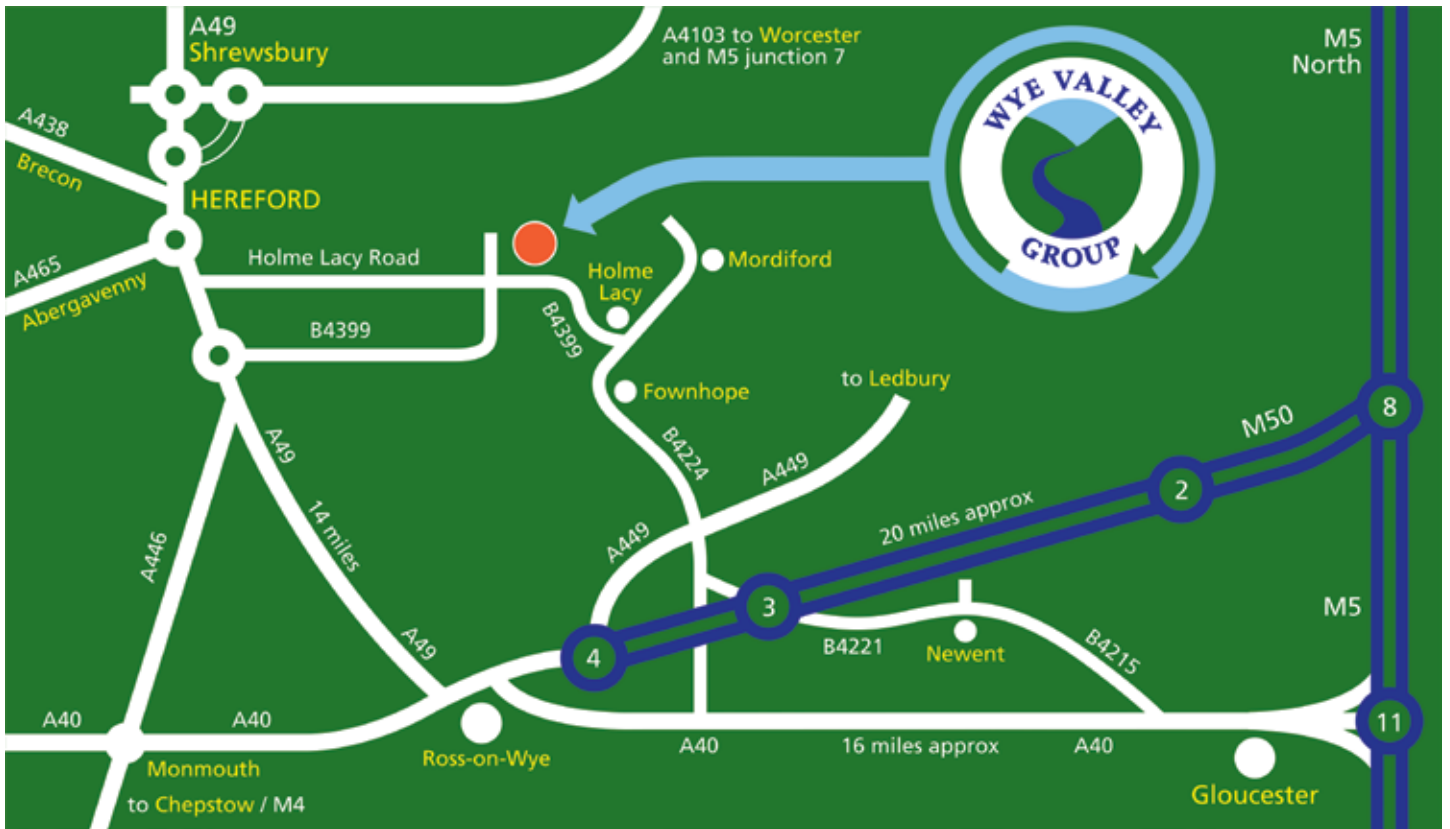 A49
Shrewsbury
A4103 to Worcester
and M5 junction 7
M5
North
WYE VALLEY
GROUP
A438
Brecon
HEREFORD
A465
Abergavenny
Holme Lacy Road
Holme
Lacy
Mordiford
B4399
B4399
Fownhope
to Ledbury
8
M50
A49
B4224
A449
2
14 miles
20 miles approx
A446
A449
3
M5
4
A49
B4221
Newent
B4215
A40
A40
Ross-on-Wye
A40
16 miles approx
A40
11
Monmouth
to Chepstow / M4
Gloucester